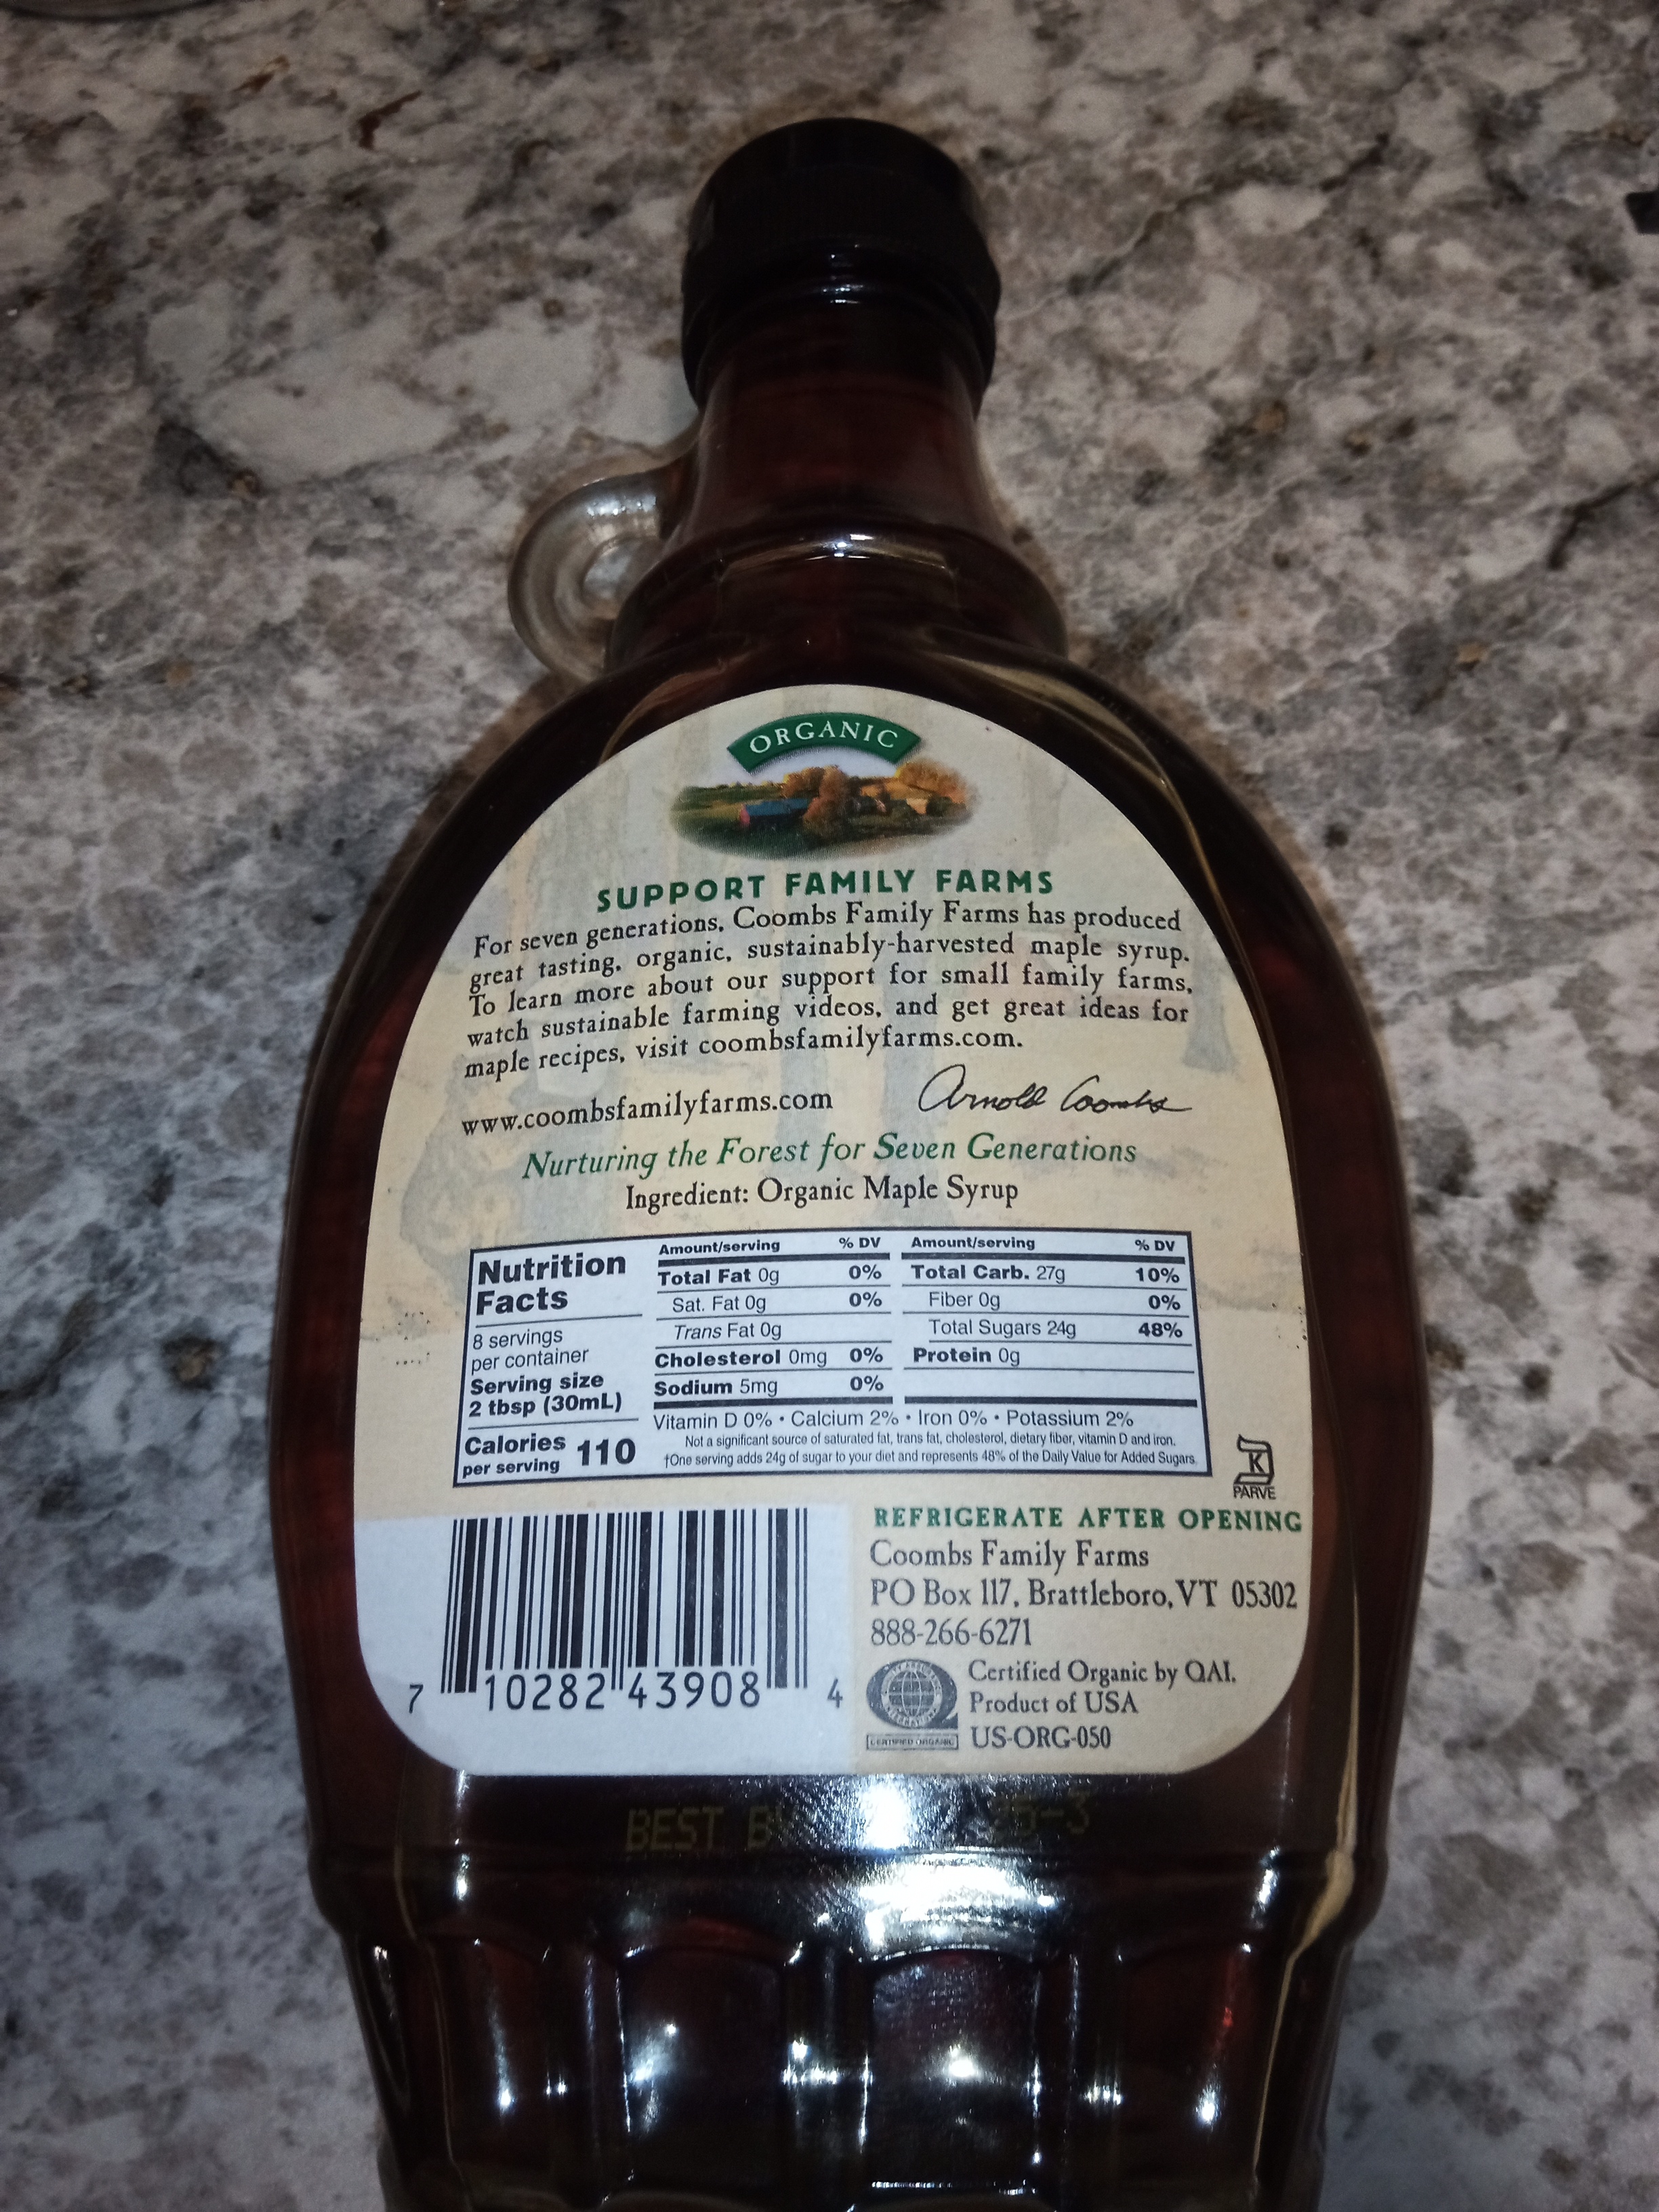 ORGANIC
SUPPORT FAMILY FARMS
For seven generations, Coombs Family Farms has produced
great tasting, organic, sustainably-harvested maple syrup.
To learn more about our support for small family farms,
watch sustainable farming videos, and get great ideas for
maple recipes, visit coombsfamilyfarms.com.
www.coombsfamilyfarms.com
Arnold Coombs
Nurturing the Forest for Seven Generations
Ingredient: Organic Maple Syrup
Nutrition
Facts
8 servings
per container
Serving size
2 tbsp (30mL)
Calories 110
per serving
Amount/serving % DV
Total Fat 0g 0%
Sat. Fat 0g 0%
Trans Fat 0g
Cholesterol 0mg 0%
Sodium 5mg 0%
Amount/serving % DV
Total Carb. 27g 10%
Fiber 0g 0%
Total Sugars 24g 48%
Protein 0g
Vitamin D 0% • Calcium 2% • Iron 0% • Potassium 2%
Not a significant source of saturated fat, trans fat, cholesterol, dietary fiber, vitamin D and iron.
†One serving adds 24g of sugar to your diet and represents 48% of the Daily Value for Added Sugars.
K
PARVE
7 10282 43908 4
REFRIGERATE AFTER OPENING
Coombs Family Farms
PO Box 117, Brattleboro, VT 05302
888-266-6271
Certified Organic by QAI.
Product of USA
US-ORG-050
CERTIFIED ORGANIC
BEST BY